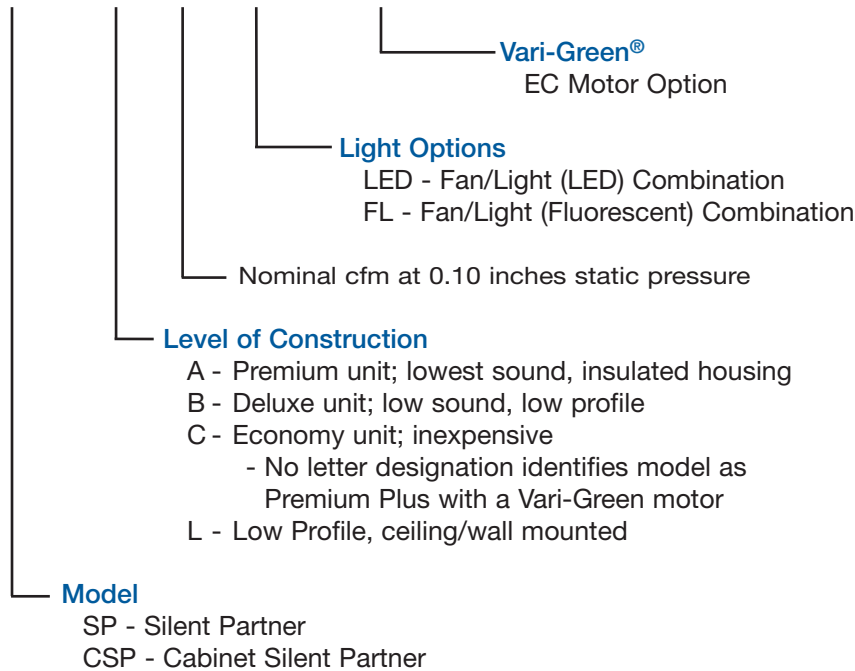 Vari-Green®
EC Motor Option
Light Options
LED - Fan/Light (LED) Combination
FL - Fan/Light (Fluorescent) Combination
Nominal cfm at 0.10 inches static pressure
Level of Construction
A - Premium unit; lowest sound, insulated housing
B - Deluxe unit; low sound, low profile
C - Economy unit; inexpensive
- No letter designation identifies model as
Premium Plus with a Vari-Green motor
L - Low Profile, ceiling/wall mounted
Model
SP - Silent Partner
CSP - Cabinet Silent Partner